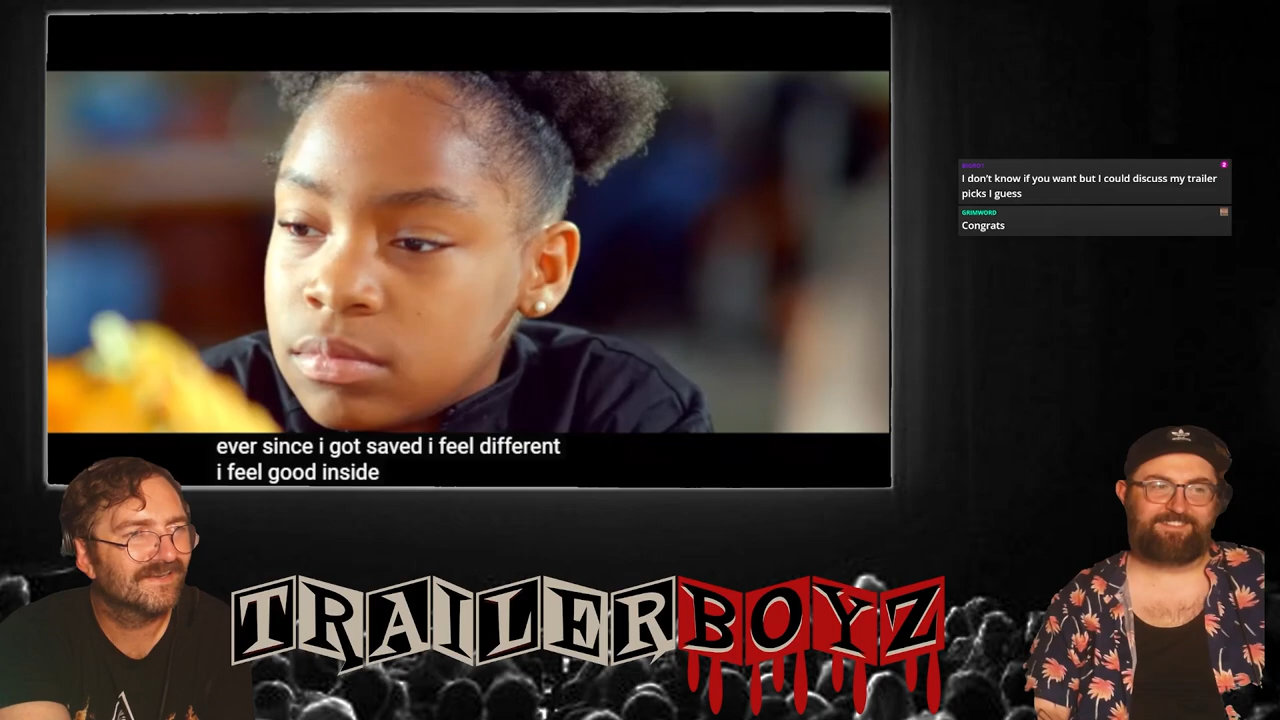 I don't know if you want but I could discuss my trailer
picks I guess
GRIMWORD
Congrats
ever since i got saved i feel different
i feel good inside
TRAILERBOYZ